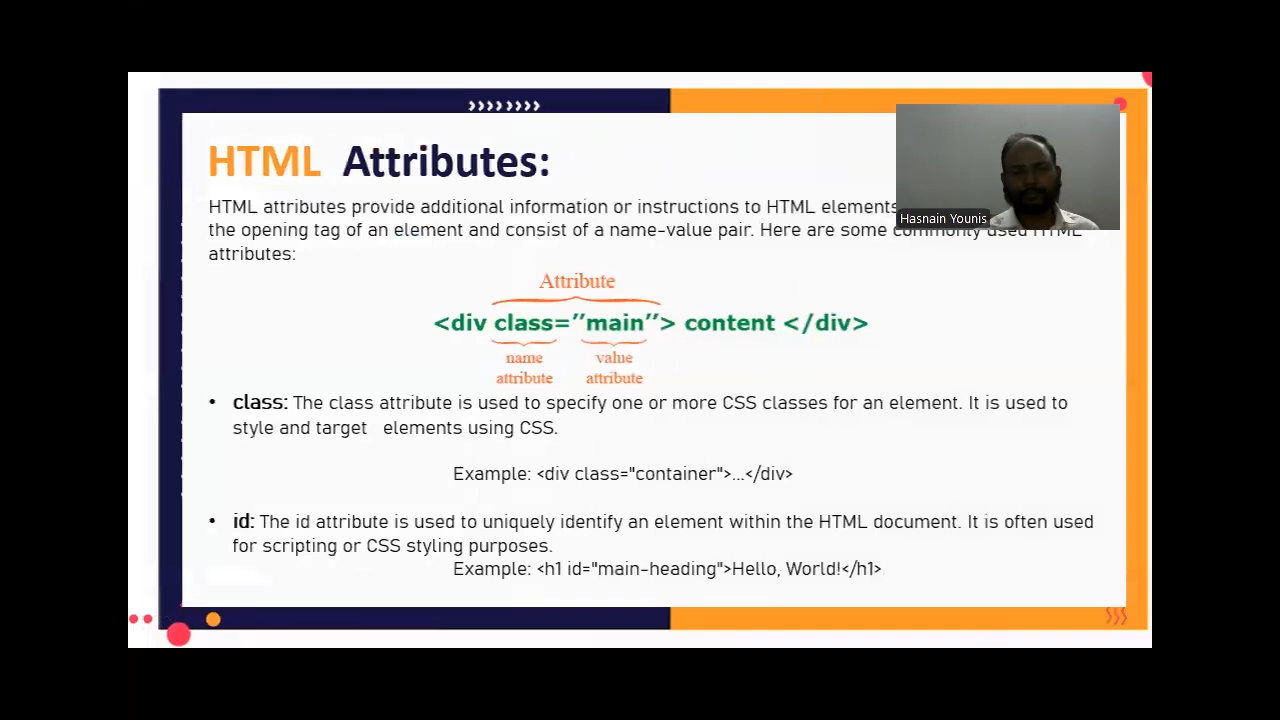 HTML Attributes:
HTML attributes provide additional information or instructions to HTML elements
the opening tag of an element and consist of a name-value pair. Here are some commonly used HTML
attributes:
Attribute
<div class=”main”> content </div>
name value
attribute attribute
• class: The class attribute is used to specify one or more CSS classes for an element. It is used to
style and target elements using CSS.
Example: <div class="container">...</div>
• id: The id attribute is used to uniquely identify an element within the HTML document. It is often used
for scripting or CSS styling purposes.
Example: <h1 id="main-heading">Hello, World!</h1>
Hasnain Younis